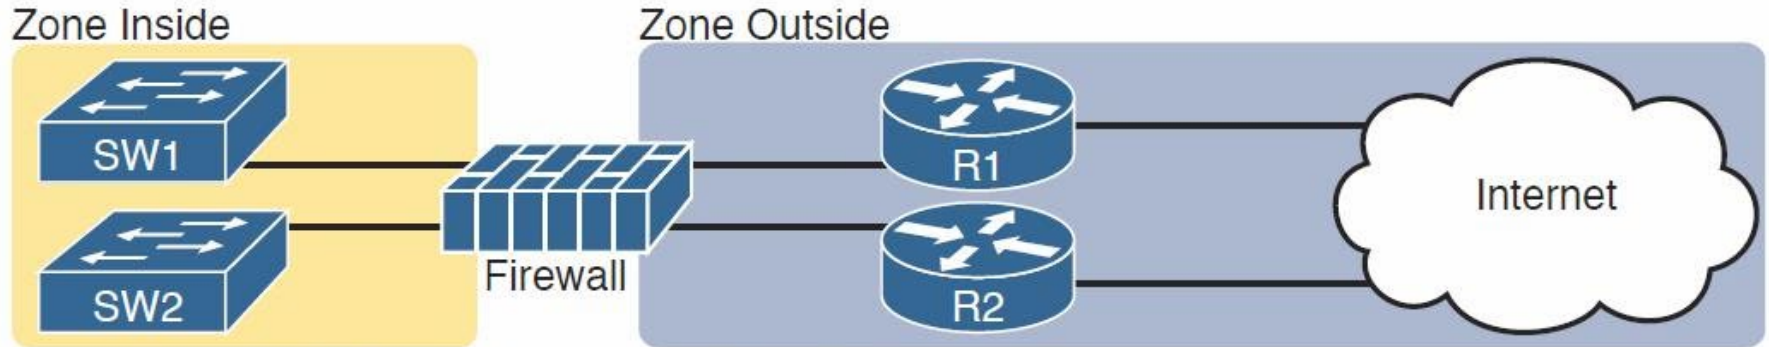 Zone Inside
Zone Outside
SW1
R1
Internet
Firewall
SW2
R2